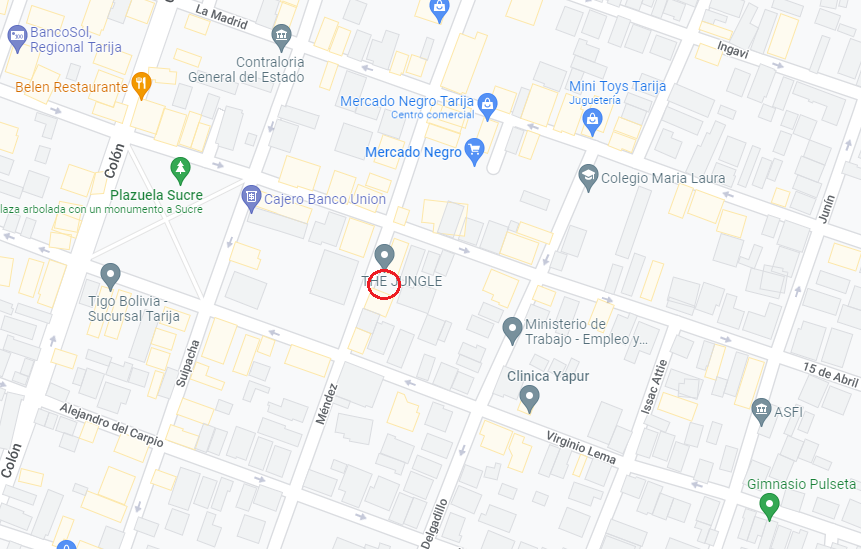 La Madrid
BancoSol,
Regional Tarija
Contraloria
General del Estado
Ingavi
Belen Restaurante
Mercado Negro Tarija
Centro comercial
Mini Toys Tarija
Juguetería
Colón
Mercado Negro
Colegio Maria Laura
Plazuela Sucre
laza arbolada con un monumento a Sucre
Cajero Banco Union
Junín
THE JUNGLE
Tigo Bolivia -
Sucursal Tarija
Ministerio de
Trabajo - Empleo y...
Suipacha
Clinica Yapur
Issac Attie
15 de Abril
Méndez
ASFI
Alejandro del Carpio
Virginio Lema
Colón
Gimnasio Pulseta
Delgadillo